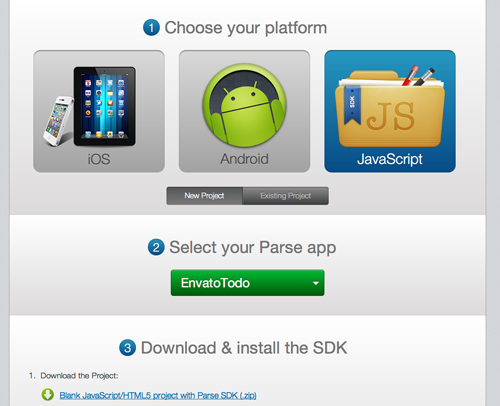 1 Choose your platform
SDK
JS
iOS Android JavaScript
New Project Existing Project
2 Select your Parse app
EnvatoTodo
3 Download & install the SDK
1. Download the Project:
Blank JavaScript/HTML5 project with Parse SDK (.zip)